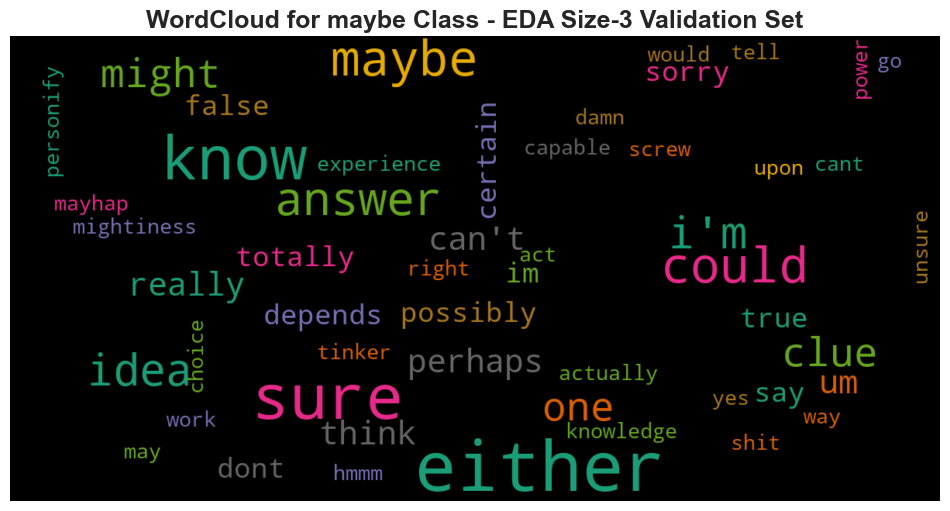 WordCloud for maybe Class - EDA Size-3 Validation Set
maybe
would
tell
power
go
personify
might
sorry
false
certain
damn
know
experience
capable
screw
upon
cant
mayhap
answer
mightiness
i'm
unsure
totally
can't
act
could
right
im
really
depends
possibly
true
choice
tinker
perhaps
clue
idea
actually
um
sure
one
yes
say
way
work
think
knowledge
may
dont
hmmm
either
shit